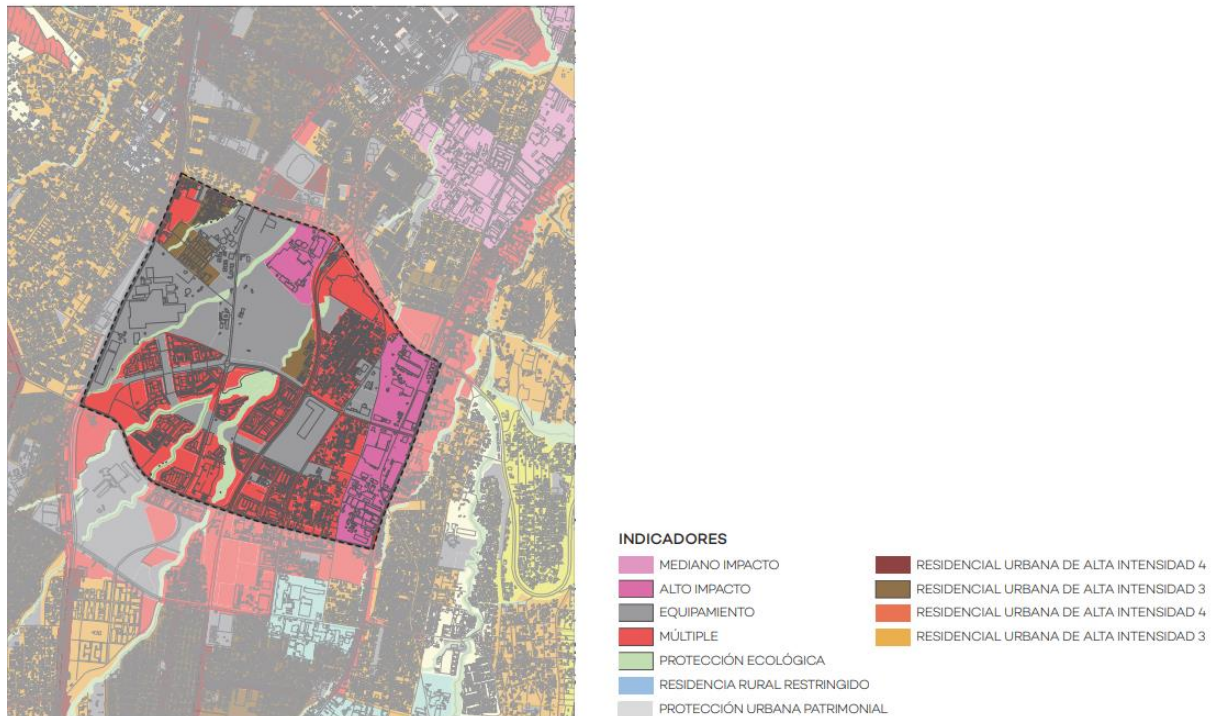 INDICADORES
MEDIANO IMPACTO
ALTO IMPACTO
EQUIPAMIENTO
MÚLTIPLE
PROTECCIÓN ECOLÓGICA
RESIDENCIA RURAL RESTRINGIDO
PROTECCIÓN URBANA PATRIMONIAL
RESIDENCIAL URBANA DE ALTA INTENSIDAD 4
RESIDENCIAL URBANA DE ALTA INTENSIDAD 3
RESIDENCIAL URBANA DE ALTA INTENSIDAD 4
RESIDENCIAL URBANA DE ALTA INTENSIDAD 3